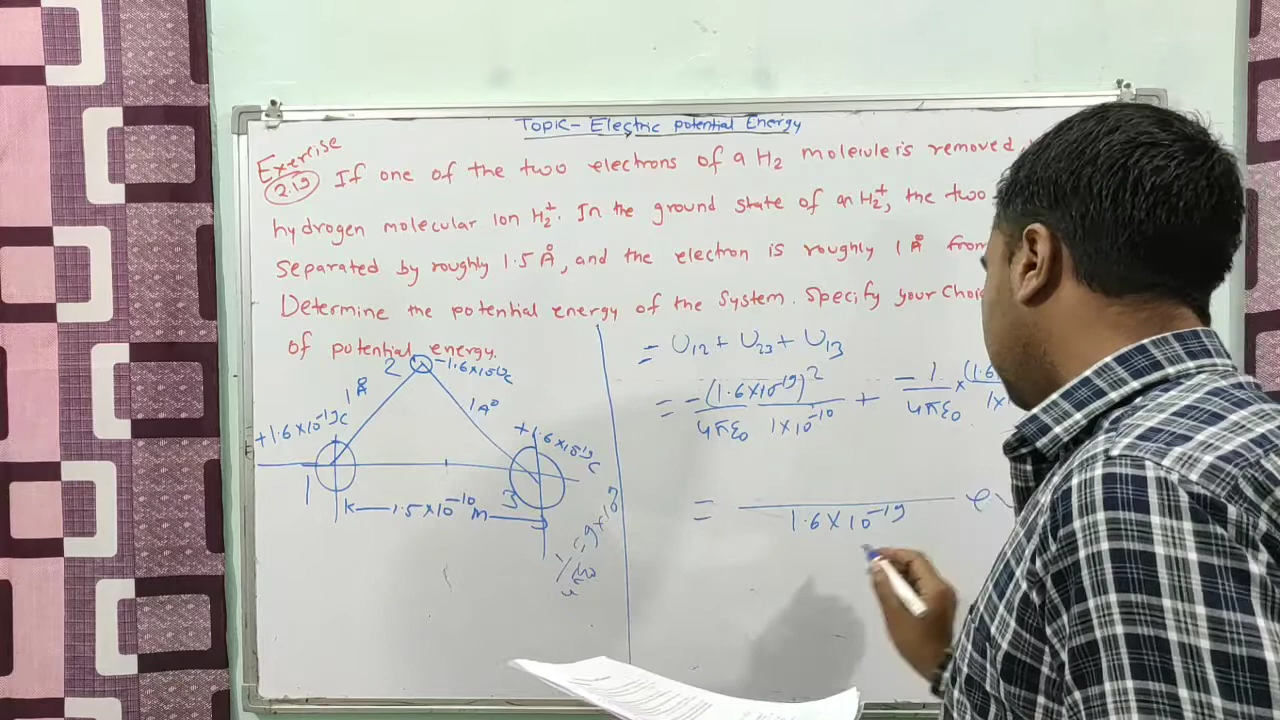 Topic- Electric Potential Energy
Exercise
2.19
If one of the two electrons of a H2 molecule is removed
hydrogen molecular ion H2+. In the ground state of an H2+, the two
separated by roughly 1.5 Å, and the electron is roughly 1 Å from
Determine the potential energy of the system. Specify your choi
of potential energy.
2
1 Å
1 A°
+1.6×10⁻¹⁹C
+1.6×10⁻¹⁹C
1
3
K—1.5×10⁻¹⁰ m—
= U12 + U23 + U13
= -(1.6×10⁻¹⁹)² / 4πε0 1×10⁻¹⁰ + -1/4πε0 × (1.6
1×
= ——— e
1.6×10⁻¹⁹